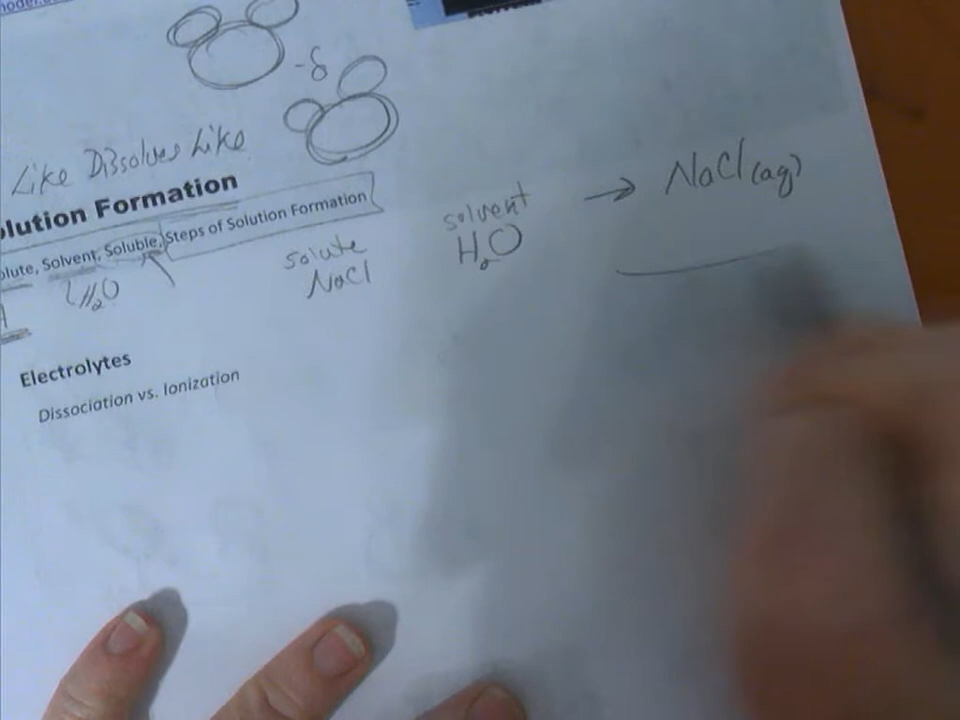 -δ
Like Dissolves Like
lution Formation
olute, Solvent, Soluble, Steps of Solution Formation
H₂O
solute
NaCl
solvent
H₂O
→ NaCl(aq)
Electrolytes
Dissociation vs. Ionization